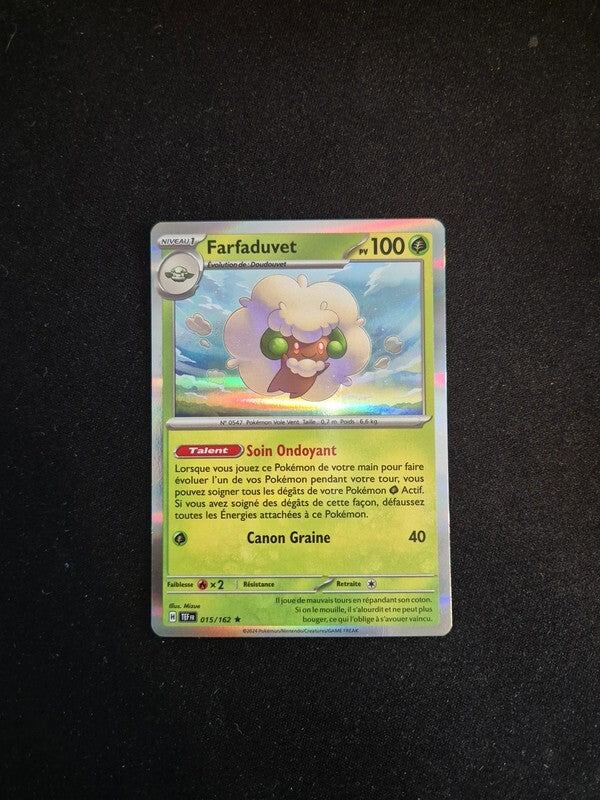 NIVEAU 1
Farfaduvet
PV 100
Évolution de : Doudouvet
N° 0547 Pokémon Vole Vent Taille : 0,7 m Poids : 6,6 kg
Talent Soin Ondoyant
Lorsque vous jouez ce Pokémon de votre main pour faire
évoluer l'un de vos Pokémon pendant votre tour, vous
pouvez soigner tous les dégâts de votre Pokémon Actif.
Si vous avez soigné des dégâts de cette façon, défaussez
toutes les Énergies attachées à ce Pokémon.
Canon Graine 40
Faiblesse ×2 Résistance Retraite
Illus. Mizue
Il joue de mauvais tours en répandant son coton.
Si on le mouille, il s'alourdit et ne peut plus
bouger, ce qui l'oblige à s'avouer vaincu.
H TEF FR 015/162 ★
©2024 Pokémon/Nintendo/Creatures/GAME FREAK